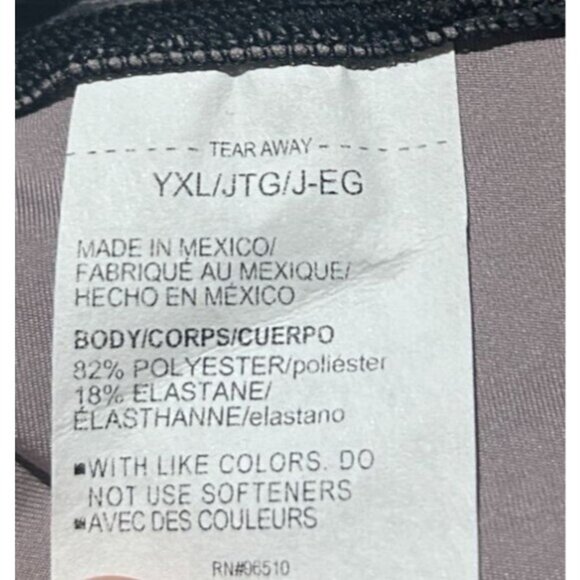 - - - - - - - - - - TEAR AWAY - - - - - - - - - -
YXL/JTG/J-EG
MADE IN MEXICO/
FABRIQUÉ AU MEXIQUE/
HECHO EN MÉXICO
BODY/CORPS/CUERPO
82% POLYESTER/poliéster
18% ELASTANE/
ÉLASTHANNE/elastano
▪WITH LIKE COLORS. DO
NOT USE SOFTENERS
▪AVEC DES COULEURS
RN#96510